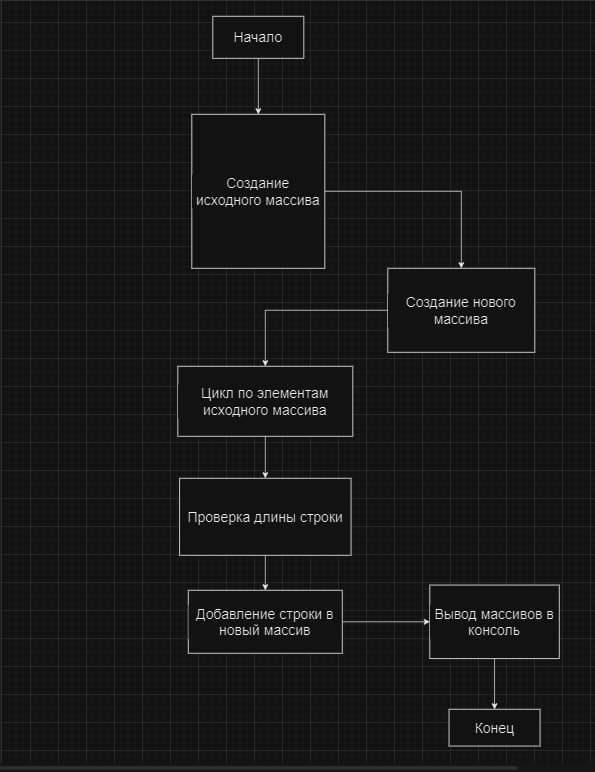 Начало
Создание
исходного массива
Создание нового
массива
Цикл по элементам
исходного массива
Проверка длины строки
Добавление строки в
новый массив
Вывод массивов в
консоль
Конец